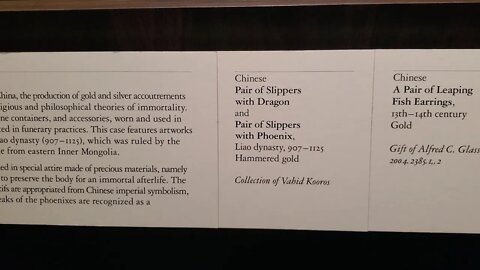 China, the production of gold and silver accoutrements
igious and philosophical theories of immortality.
ne containers, and accessories, worn and used in
ted in funerary practices. This case features artworks
ao dynasty (907–1125), which was ruled by the
e from eastern Inner Mongolia.
ed in special attire made of precious materials, namely
to preserve the body for an immortal afterlife. The
tifs are appropriated from Chinese imperial symbolism,
eaks of the phoenixes are recognized as a
Chinese
Pair of Slippers
with Dragon
and
Pair of Slippers
with Phoenix,
Liao dynasty, 907–1125
Hammered gold
Collection of Vahid Kooros
Chinese
A Pair of Leaping
Fish Earrings,
13th–14th century
Gold
Gift of Alfred C. Glass
2004.2385.1,.2